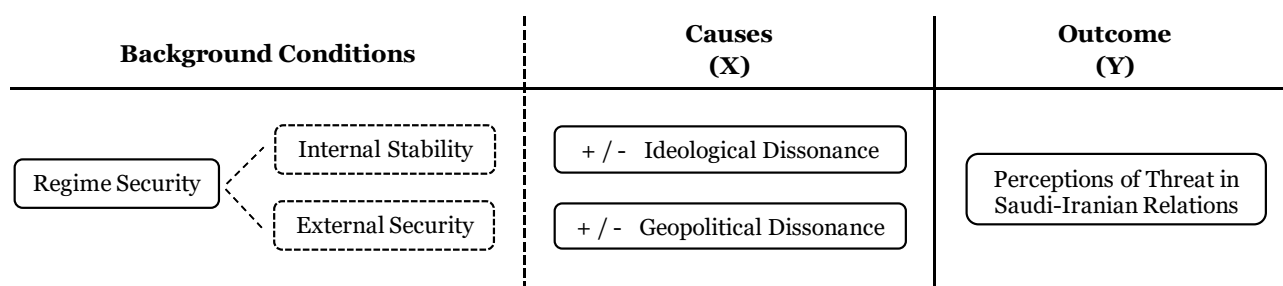 Background Conditions
Causes
(X)
Outcome
(Y)
Regime Security
Internal Stability
External Security
+ / -   Ideological Dissonance
+ / -   Geopolitical Dissonance
Perceptions of Threat in
Saudi-Iranian Relations